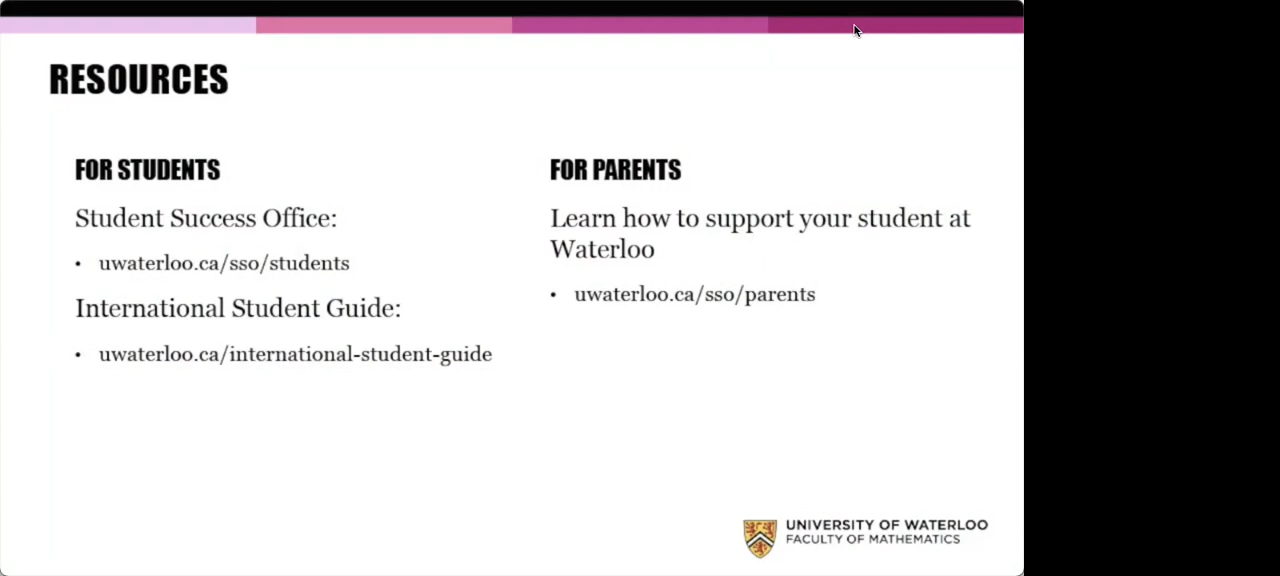 RESOURCES
FOR STUDENTS
Student Success Office:
• uwaterloo.ca/sso/students
International Student Guide:
• uwaterloo.ca/international-student-guide
FOR PARENTS
Learn how to support your student at
Waterloo
• uwaterloo.ca/sso/parents
UNIVERSITY OF WATERLOO
FACULTY OF MATHEMATICS